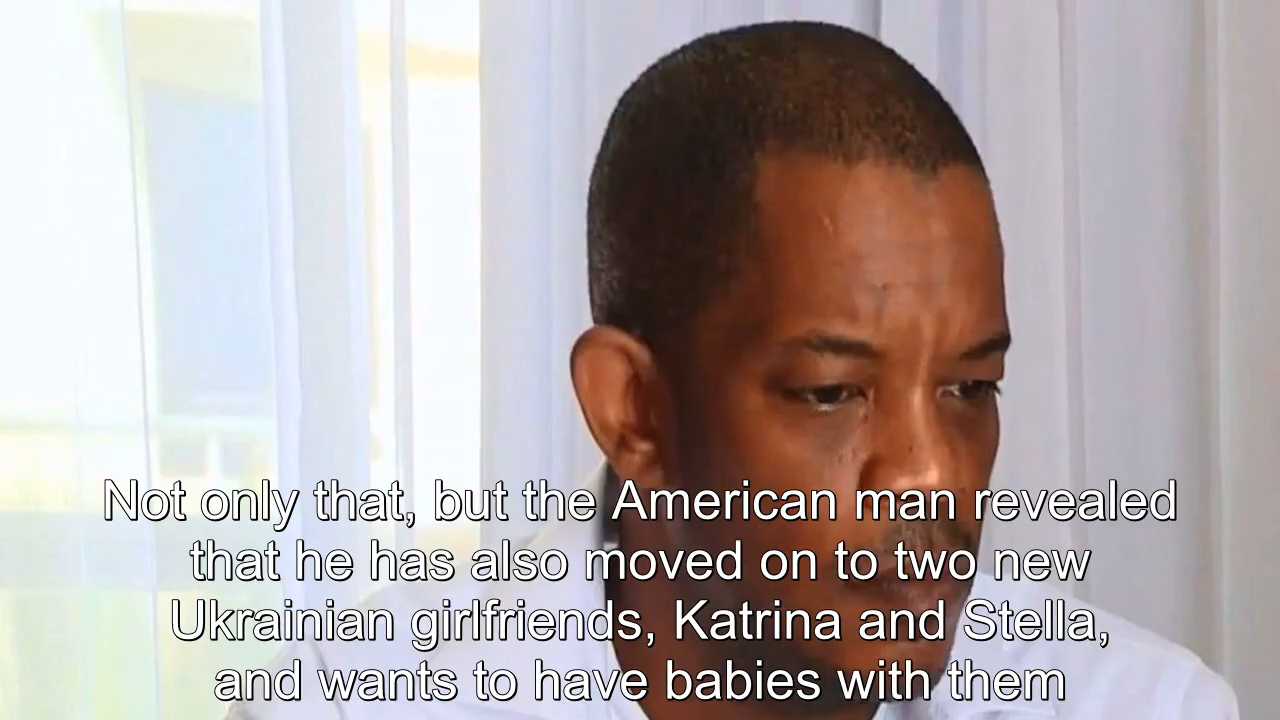 Not only that, but the American man revealed
that he has also moved on to two new
Ukrainian girlfriends, Katrina and Stella,
and wants to have babies with them